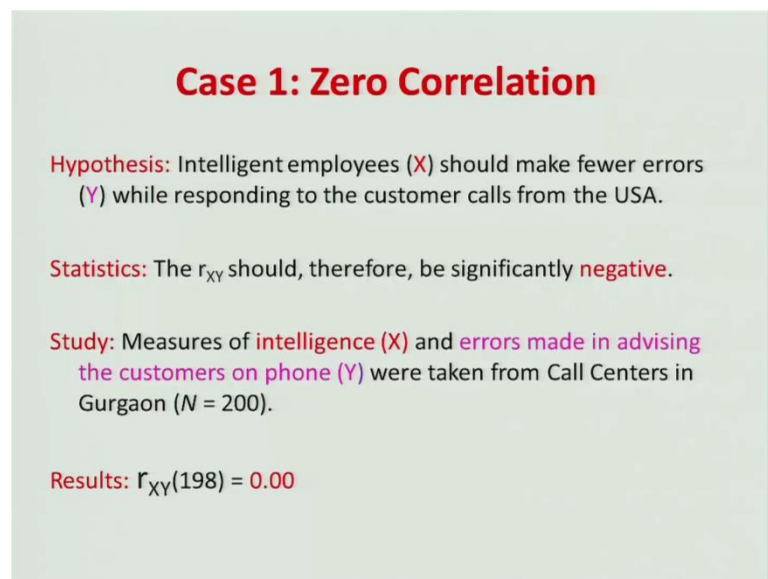 Case 1: Zero Correlation
Hypothesis: Intelligent employees (X) should make fewer errors
(Y) while responding to the customer calls from the USA.
Statistics: The rXY should, therefore, be significantly negative.
Study: Measures of intelligence (X) and errors made in advising
the customers on phone (Y) were taken from Call Centers in
Gurgaon (N = 200).
Results: rXY(198) = 0.00